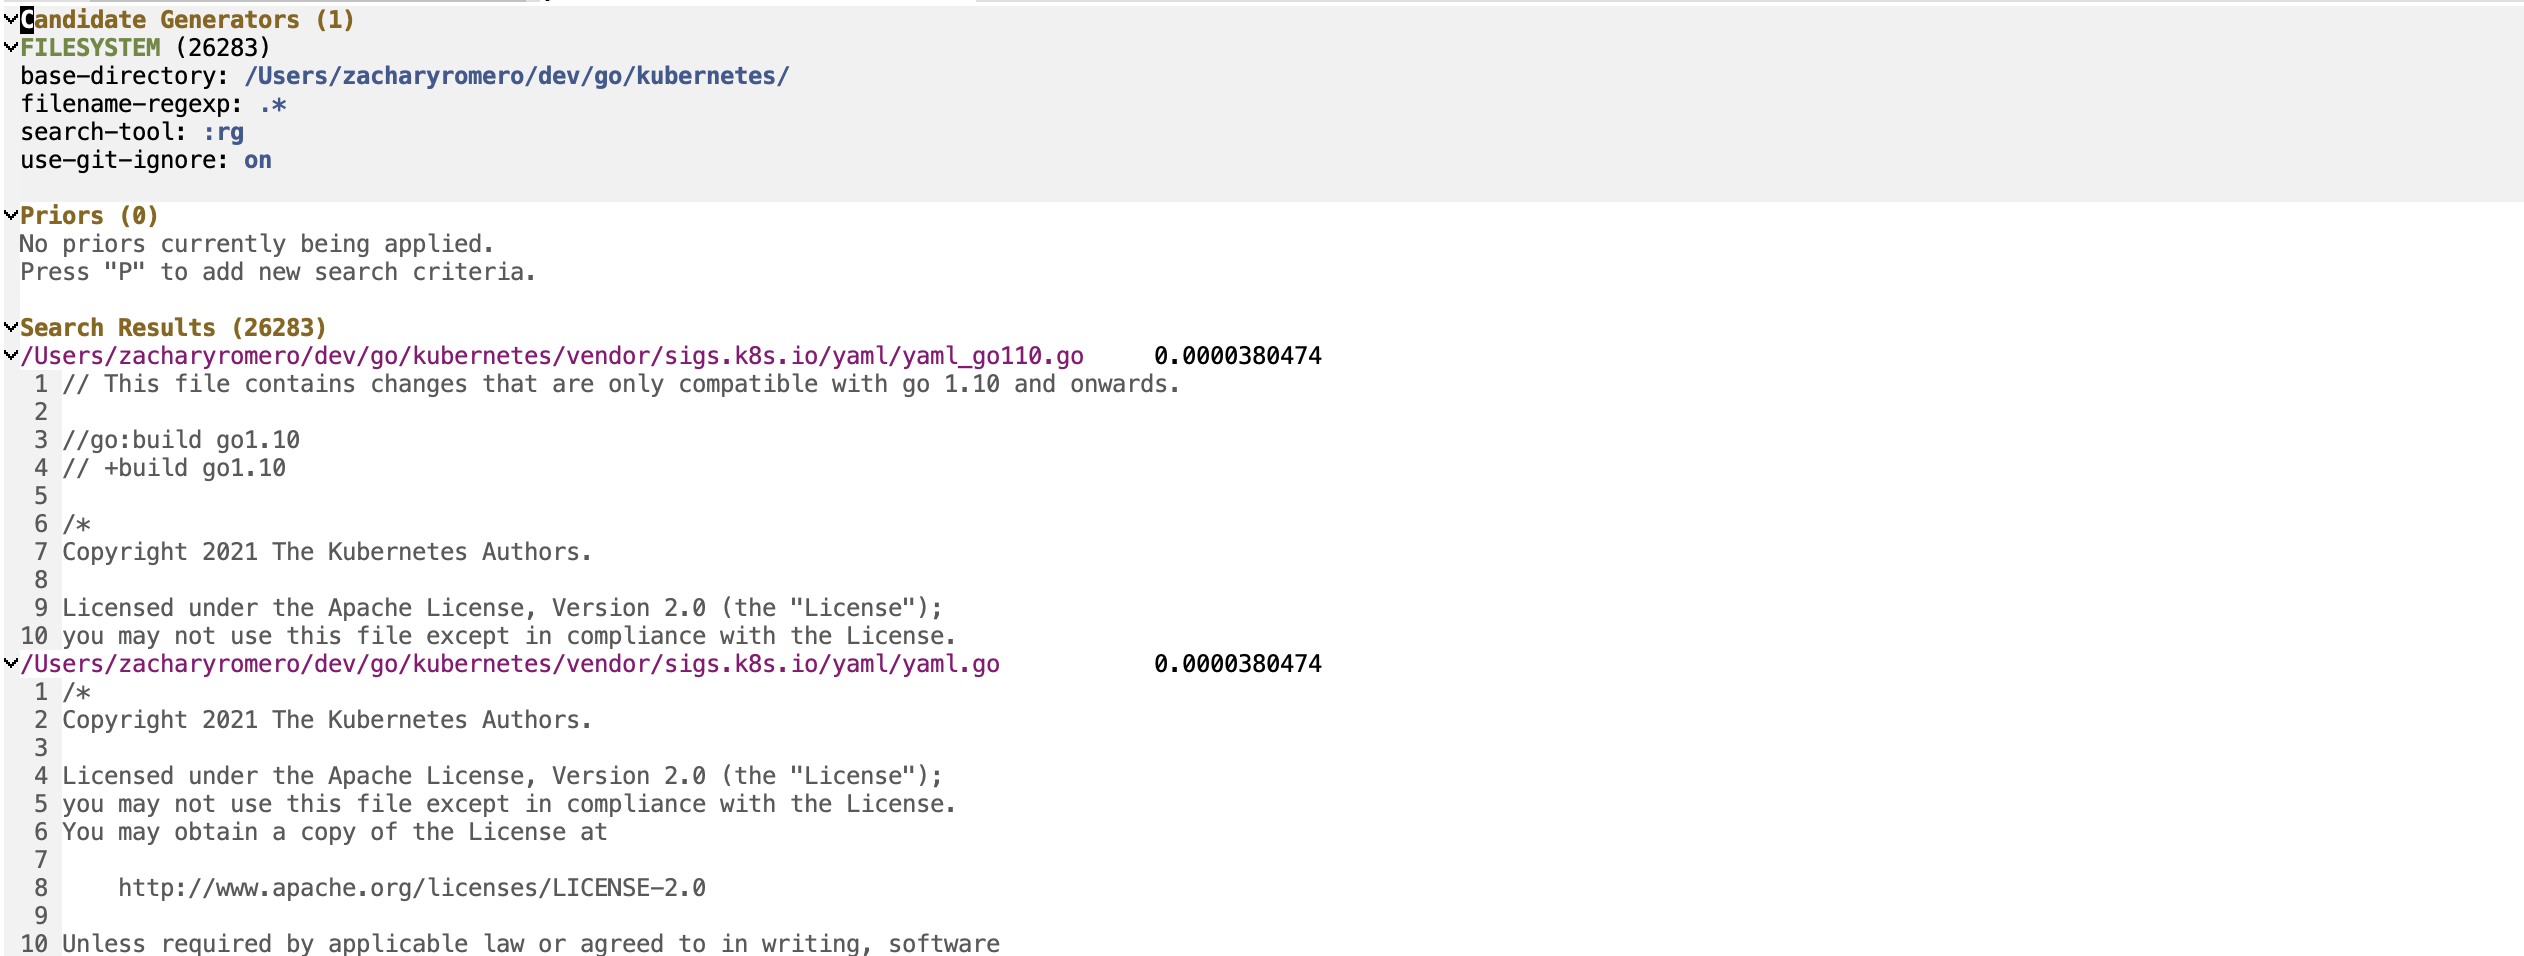 Candidate Generators (1)
FILESYSTEM (26283)
base-directory: /Users/zacharyromero/dev/go/kubernetes/
filename-regexp: .*
search-tool: :rg
use-git-ignore: on
Priors (0)
No priors currently being applied.
Press "P" to add new search criteria.
Search Results (26283)
/Users/zacharyromero/dev/go/kubernetes/vendor/sigs.k8s.io/yaml/yaml_go110.go 0.0000380474
1 // This file contains changes that are only compatible with go 1.10 and onwards.
2
3 //go:build go1.10
4 // +build go1.10
5
6 /*
7 Copyright 2021 The Kubernetes Authors.
8
9 Licensed under the Apache License, Version 2.0 (the "License");
10 you may not use this file except in compliance with the License.
/Users/zacharyromero/dev/go/kubernetes/vendor/sigs.k8s.io/yaml/yaml.go 0.0000380474
1 /*
2 Copyright 2021 The Kubernetes Authors.
3
4 Licensed under the Apache License, Version 2.0 (the "License");
5 you may not use this file except in compliance with the License.
6 You may obtain a copy of the License at
7
8     http://www.apache.org/licenses/LICENSE-2.0
9
10 Unless required by applicable law or agreed to in writing, software